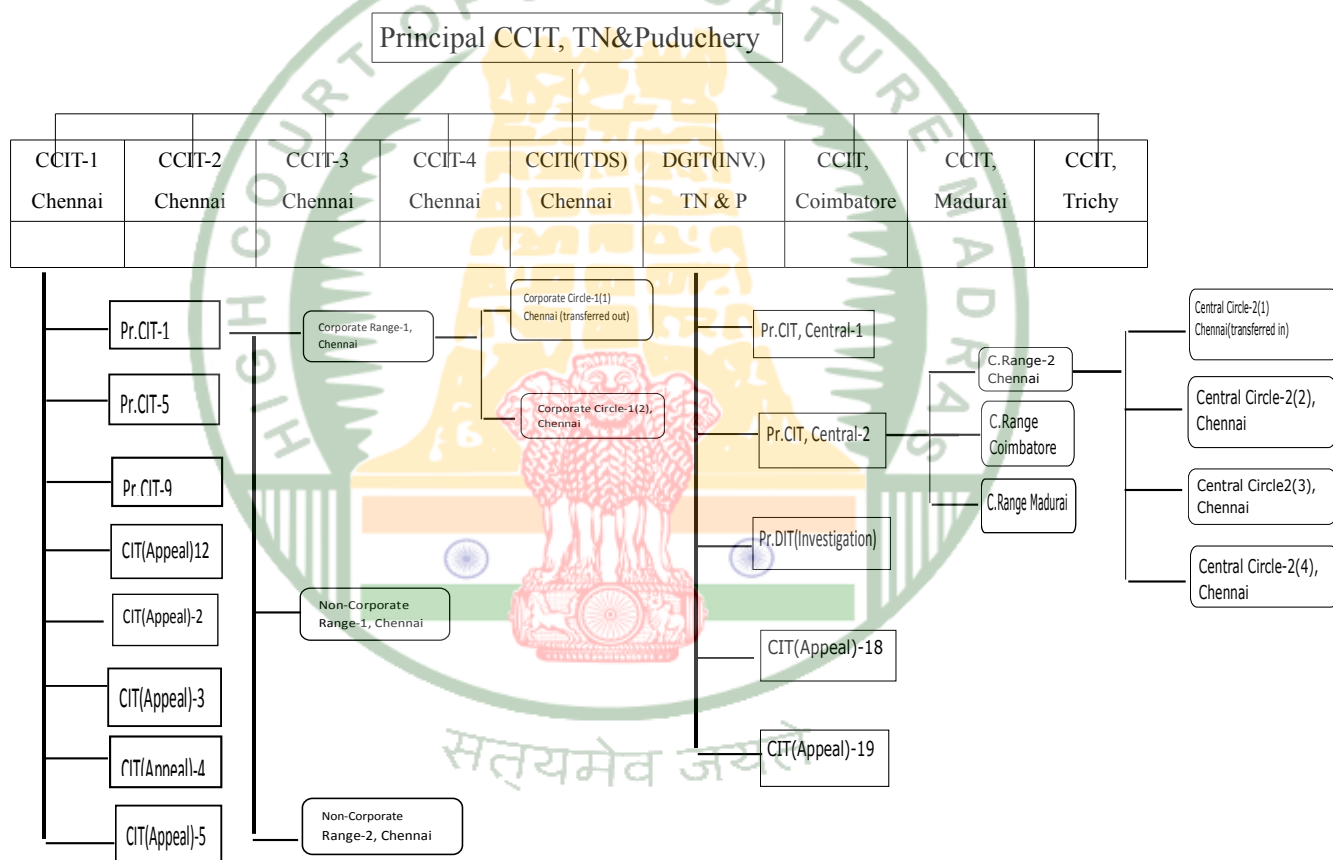 Principal CCIT, TN&Puduchery
CCIT-1
Chennai
CCIT-2
Chennai
CCIT-3
Chennai
CCIT-4
Chennai
CCIT(TDS)
Chennai
DGIT(INV.)
TN & P
CCIT,
Coimbatore
CCIT,
Madurai
CCIT,
Trichy
Pr.CIT-1
Pr.CIT-5
Pr.CIT-9
CIT(Appeal)12
CIT(Appeal)-2
CIT(Appeal)-3
CIT(Appeal)-4
CIT(Appeal)-5
Corporate Range-1,
Chennai
Non-Corporate
Range-1, Chennai
Non-Corporate
Range-2, Chennai
Corporate Circle-1(1)
Chennai (transferred out)
Corporate Circle-1(2),
Chennai
Pr.CIT, Central-1
Pr.CIT, Central-2
Pr.DIT(Investigation)
CIT(Appeal)-18
CIT(Appeal)-19
C.Range-2
Chennai
C.Range
Coimbatore
C.Range Madurai
Central Circle-2(1)
Chennai(transferred in)
Central Circle-2(2),
Chennai
Central Circle2(3),
Chennai
Central Circle-2(4),
Chennai
HIGH COURT OF JUDICATURE MADRAS
सत्यमेव जयते